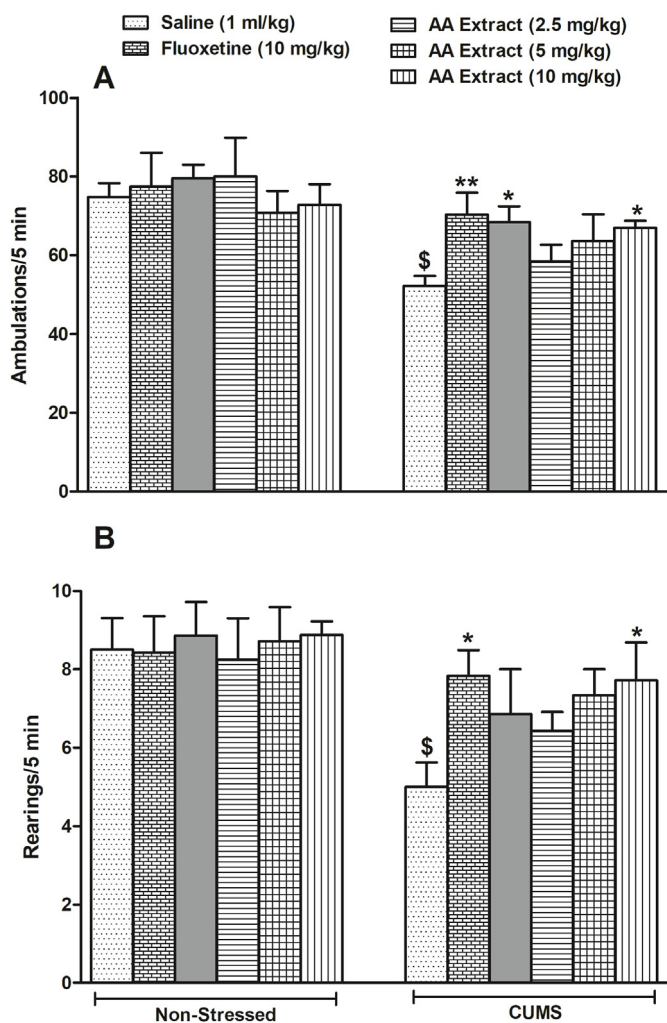 Saline (1 ml/kg)
Fluoxetine (10 mg/kg)
AA Extract (2.5 mg/kg)
AA Extract (5 mg/kg)
AA Extract (10 mg/kg)
A
100
80
60
40
20
0
Ambulations/5 min
$
**
*
*
B
10
8
6
4
2
0
Rearings/5 min
$
*
*
Non-Stressed
CUMS